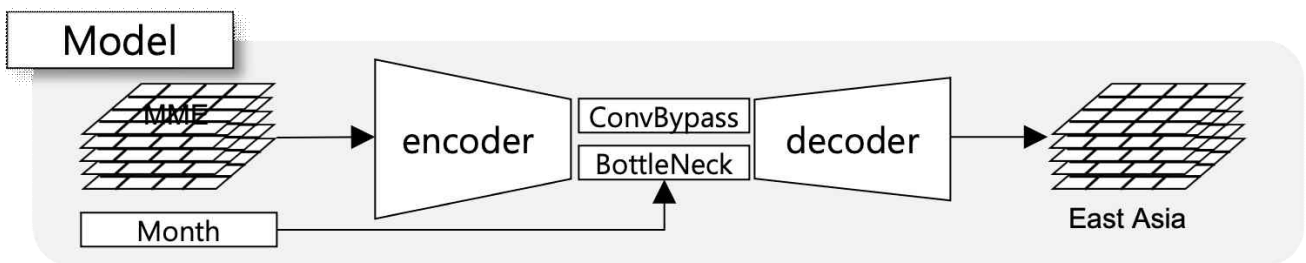 Model
MME
encoder
ConvBypass
BottleNeck
decoder
Month
East Asia